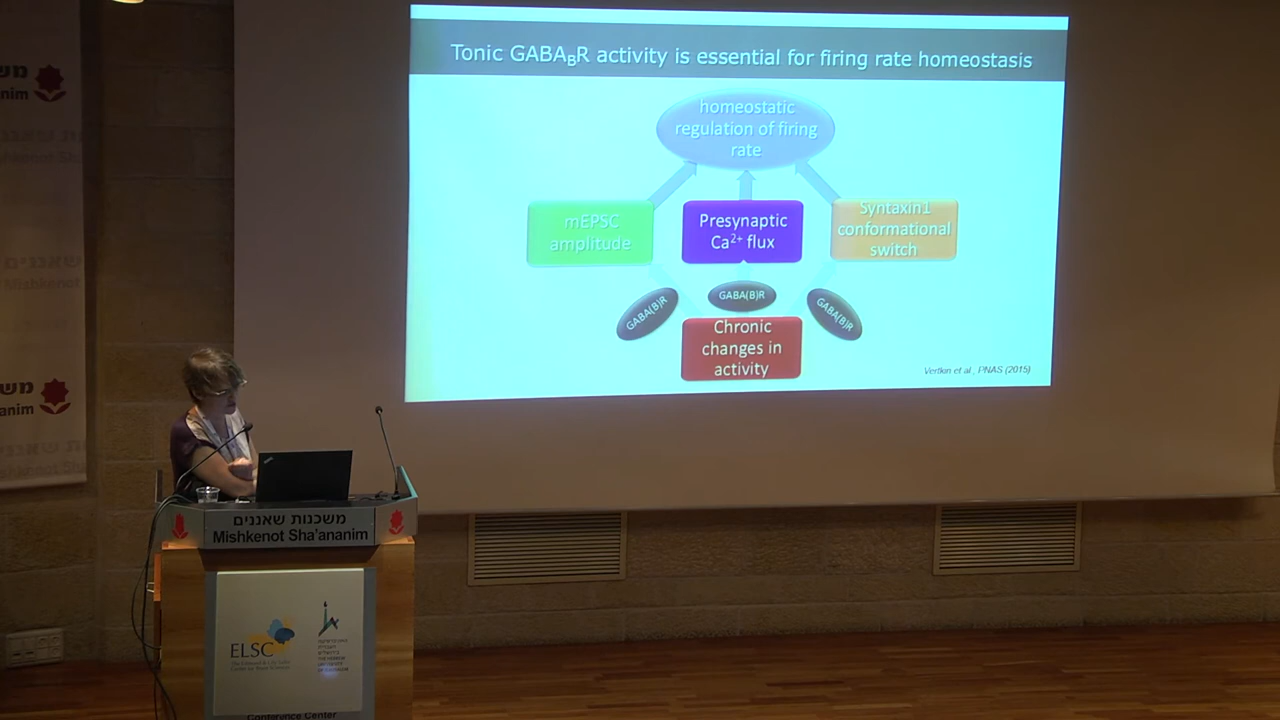 Tonic GABABR activity is essential for firing rate homeostasis
homeostatic
regulation of firing
rate
mEPSC
amplitude
Presynaptic
Ca2+ flux
Syntaxin1
conformational
switch
GABA(B)R
GABA(B)R
GABA(B)R
Chronic
changes in
activity
Vertkin et al., PNAS (2015)
משכנות שאננים
Mishkenot Sha'ananim
ELSC
Conference Center